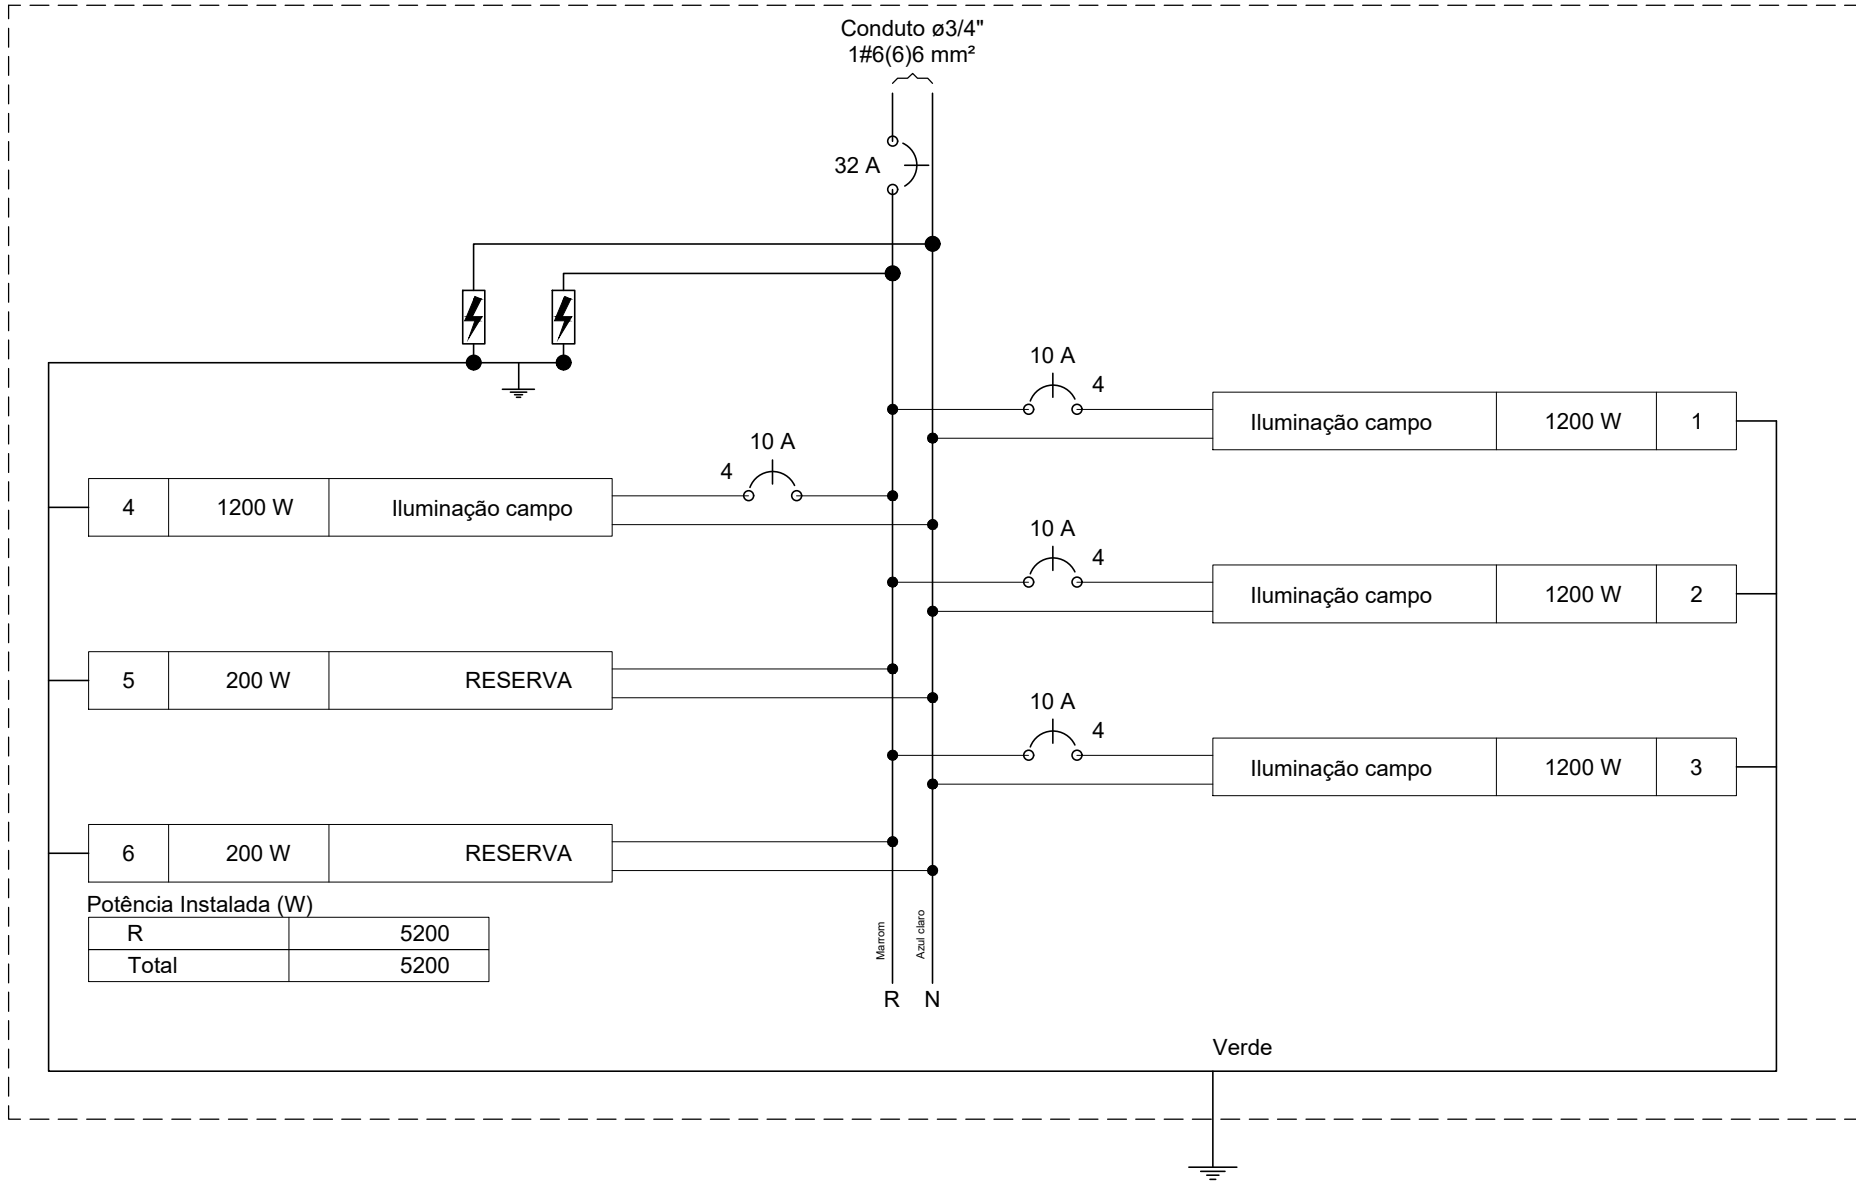 Conduto ø3/4"
1#6(6)6 mm²
32 A
10 A
4
Iluminação campo 1200 W 1
10 A
4
4 1200 W Iluminação campo
10 A
4
Iluminação campo 1200 W 2
5 200 W RESERVA
10 A
4
Iluminação campo 1200 W 3
6 200 W RESERVA
Potência Instalada (W)
R 5200
Total 5200
Marrom
Azul claro
R N
Verde